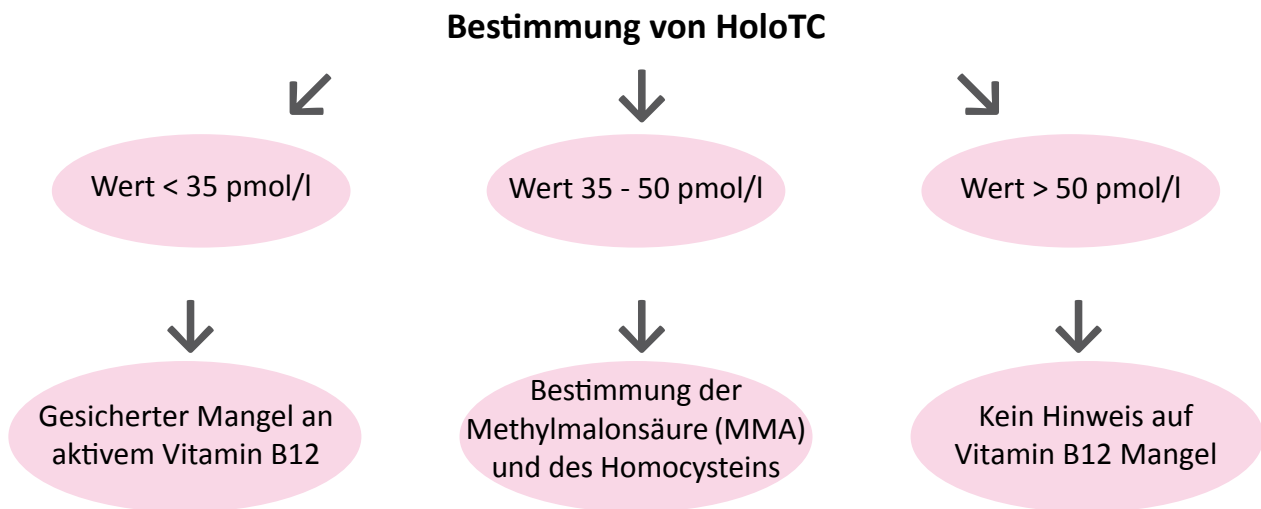 Bestimmung von HoloTC
Wert < 35 pmol/l
Wert 35 - 50 pmol/l
Wert > 50 pmol/l
Gesicherter Mangel an
aktivem Vitamin B12
Bestimmung der
Methylmalonsäure (MMA)
und des Homocysteins
Kein Hinweis auf
Vitamin B12 Mangel